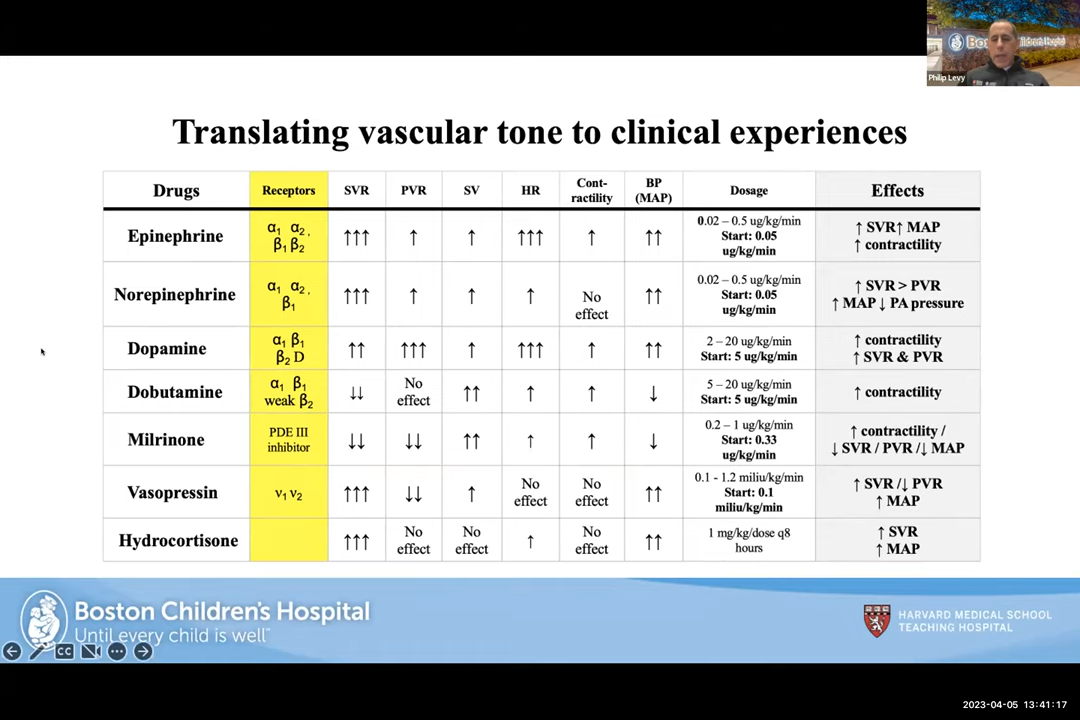 Boston Children's Hospital
Philip Levy
Translating vascular tone to clinical experiences
Drugs Receptors SVR PVR SV HR Cont-ractility BP (MAP) Dosage Effects
Epinephrine α1 α2, β1 β2 ↑↑↑ ↑ ↑ ↑↑↑ ↑ ↑↑ 0.02 – 0.5 ug/kg/min Start: 0.05 ug/kg/min ↑ SVR↑ MAP ↑ contractility
Norepinephrine α1 α2, β1 ↑↑↑ ↑ ↑ ↑ No effect ↑↑ 0.02 – 0.5 ug/kg/min Start: 0.05 ug/kg/min ↑ SVR > PVR ↑ MAP ↓ PA pressure
Dopamine α1 β1 β2 D ↑↑ ↑↑↑ ↑ ↑↑↑ ↑ ↑↑ 2 – 20 ug/kg/min Start: 5 ug/kg/min ↑ contractility ↑ SVR & PVR
Dobutamine α1 β1 weak β2 ↓↓ No effect ↑↑ ↑ ↑ ↓ 5 – 20 ug/kg/min Start: 5 ug/kg/min ↑ contractility
Milrinone PDE III inhibitor ↓↓ ↓↓ ↑↑ ↑ ↑ ↓ 0.2 – 1 ug/kg/min Start: 0.33 ug/kg/min ↑ contractility / ↓ SVR / PVR /↓ MAP
Vasopressin v1 v2 ↑↑↑ ↓↓ ↑ No effect No effect ↑↑ 0.1 - 1.2 miliu/kg/min Start: 0.1 miliu/kg/min ↑ SVR /↓ PVR ↑ MAP
Hydrocortisone ↑↑↑ No effect No effect ↑ No effect ↑↑ 1 mg/kg/dose q8 hours ↑ SVR ↑ MAP
Boston Children's Hospital
Until every child is well™
HARVARD MEDICAL SCHOOL
TEACHING HOSPITAL
CC
2023-04-05 13:41:17